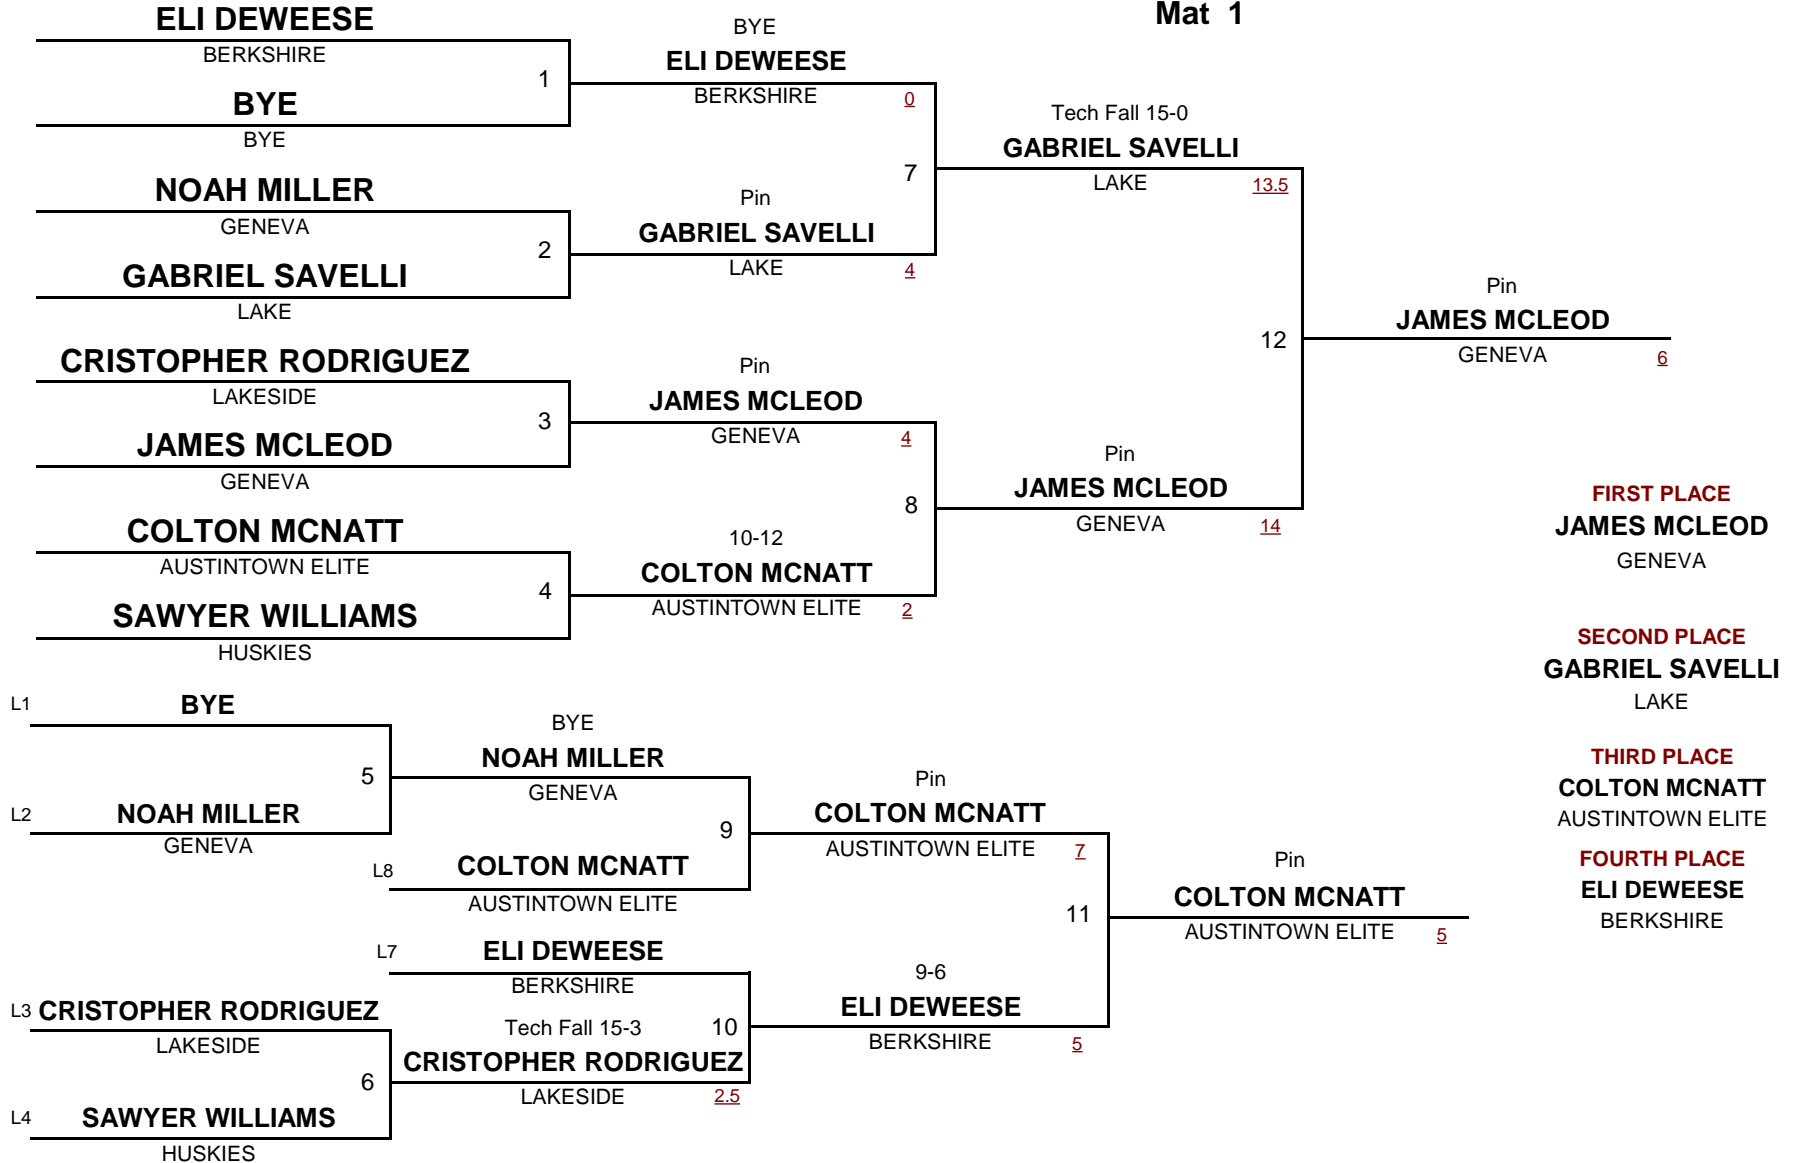 Mat 1
ELI DEWEESE
BERKSHIRE
1
BYE
BYE
NOAH MILLER
GENEVA
2
GABRIEL SAVELLI
LAKE
CRISTOPHER RODRIGUEZ
LAKESIDE
3
JAMES MCLEOD
GENEVA
COLTON MCNATT
AUSTINTOWN ELITE
4
SAWYER WILLIAMS
HUSKIES
BYE
ELI DEWEESE
BERKSHIRE 0
7
Pin
GABRIEL SAVELLI
LAKE 4
Pin
JAMES MCLEOD
GENEVA 4
8
10-12
COLTON MCNATT
AUSTINTOWN ELITE 2
Tech Fall 15-0
GABRIEL SAVELLI
LAKE 13.5
12
Pin
JAMES MCLEOD
GENEVA 14
Pin
JAMES MCLEOD
GENEVA 6
FIRST PLACE
JAMES MCLEOD
GENEVA
SECOND PLACE
GABRIEL SAVELLI
LAKE
THIRD PLACE
COLTON MCNATT
AUSTINTOWN ELITE
FOURTH PLACE
ELI DEWEESE
BERKSHIRE
L1 BYE
5
L2 NOAH MILLER
GENEVA
L3 CRISTOPHER RODRIGUEZ
LAKESIDE
6
L4 SAWYER WILLIAMS
HUSKIES
BYE
NOAH MILLER
GENEVA
9
L8 COLTON MCNATT
AUSTINTOWN ELITE
L7 ELI DEWEESE
BERKSHIRE
Tech Fall 15-3 10
CRISTOPHER RODRIGUEZ
LAKESIDE 2.5
Pin
COLTON MCNATT
AUSTINTOWN ELITE 7
11
9-6
ELI DEWEESE
BERKSHIRE 5
Pin
COLTON MCNATT
AUSTINTOWN ELITE 5